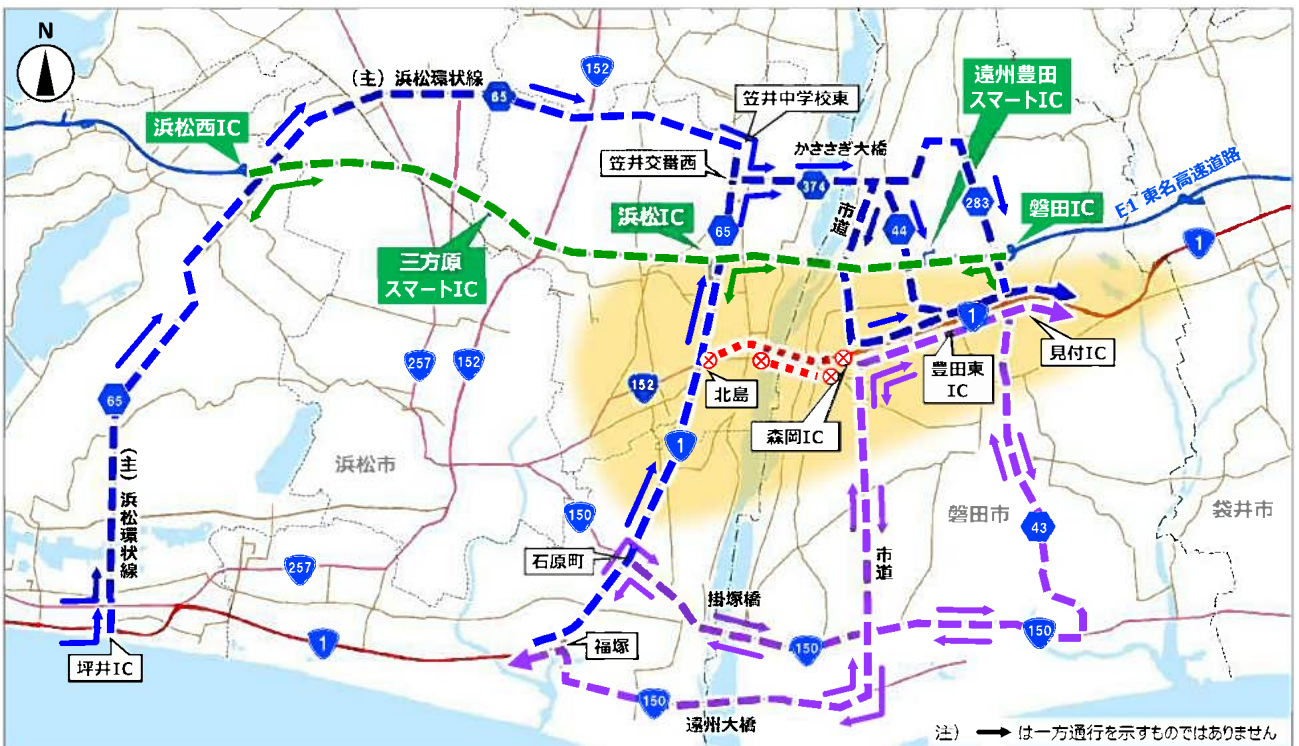 N
(主)浜松環状線
65
152
笠井中学校東
遠州豊田
スマートIC
浜松西IC
笠井交番西
かささぎ大橋
374
市道
44
283
磐田IC
E1 東名高速道路
1
浜松IC
65
三方原
スマートIC
1
257
152
152
北島
森岡IC
豊田東
IC
見付IC
65
(主)浜松環状線
浜松市
1
磐田市
袋井市
150
43
石原町
市道
257
掛塚橋
150
150
1
坪井IC
福塚
150
遠州大橋
注) → は一方通行を示すものではありません